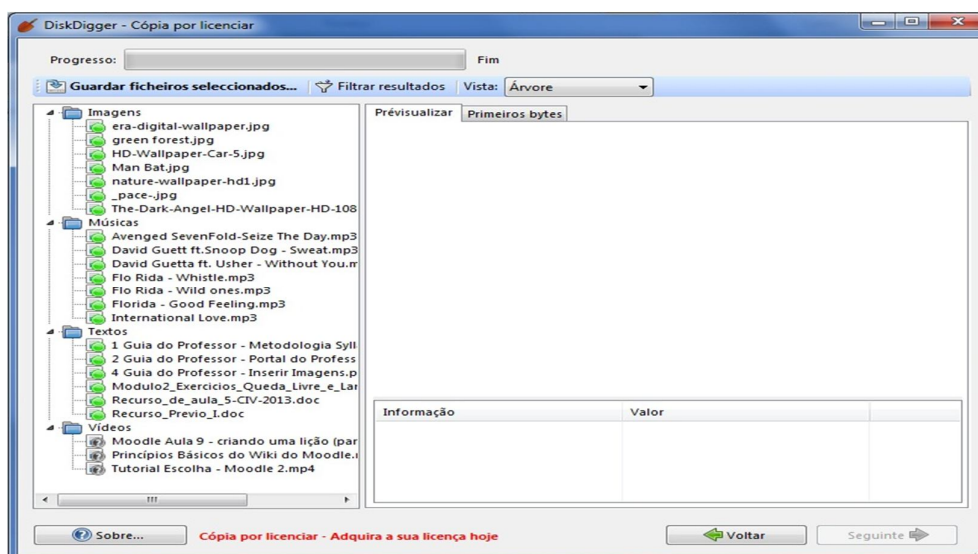 DiskDigger - Cópia por licenciar
Progresso: Fim
Guardar ficheiros seleccionados... Filtrar resultados Vista: Árvore
Imagens
era-digital-wallpaper.jpg
green forest.jpg
HD-Wallpaper-Car-5.jpg
Man Bat.jpg
nature-wallpaper-hd1.jpg
_pace-.jpg
The-Dark-Angel-HD-Wallpaper-HD-108
Músicas
Avenged SevenFold-Seize The Day.mp3
David Guett ft.Snoop Dog - Sweat.mp3
David Guetta ft. Usher - Without You.m
Flo Rida - Whistle.mp3
Flo Rida - Wild ones.mp3
Florida - Good Feeling.mp3
International Love.mp3
Textos
1 Guia do Professor - Metodologia Syll
2 Guia do Professor - Portal do Profess
4 Guia do Professor - Inserir Imagens.p
Modulo2_Exercicios_Queda_Livre_e_Lar
Recurso_de_aula_5-CIV-2013.doc
Recurso_Previo_I.doc
Vídeos
Moodle Aula 9 - criando uma lição (par
Princípios Básicos do Wiki do Moodle.
Tutorial Escolha - Moodle 2.mp4
Prévisualizar Primeiros bytes
Informação Valor
Sobre... Cópia por licenciar - Adquira a sua licença hoje Voltar Seguinte